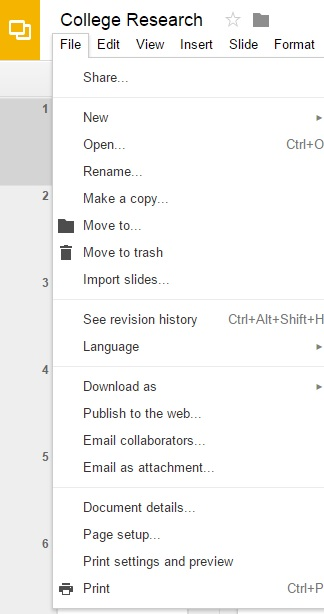 College Research
File Edit View Insert Slide Format
Share...
1
New
Open... Ctrl+O
Rename...
2
Make a copy...
Move to...
Move to trash
3
Import slides...
See revision history Ctrl+Alt+Shift+H
Language
4
Download as
Publish to the web...
Email collaborators...
5
Email as attachment...
Document details...
Page setup...
6
Print settings and preview
Print Ctrl+P